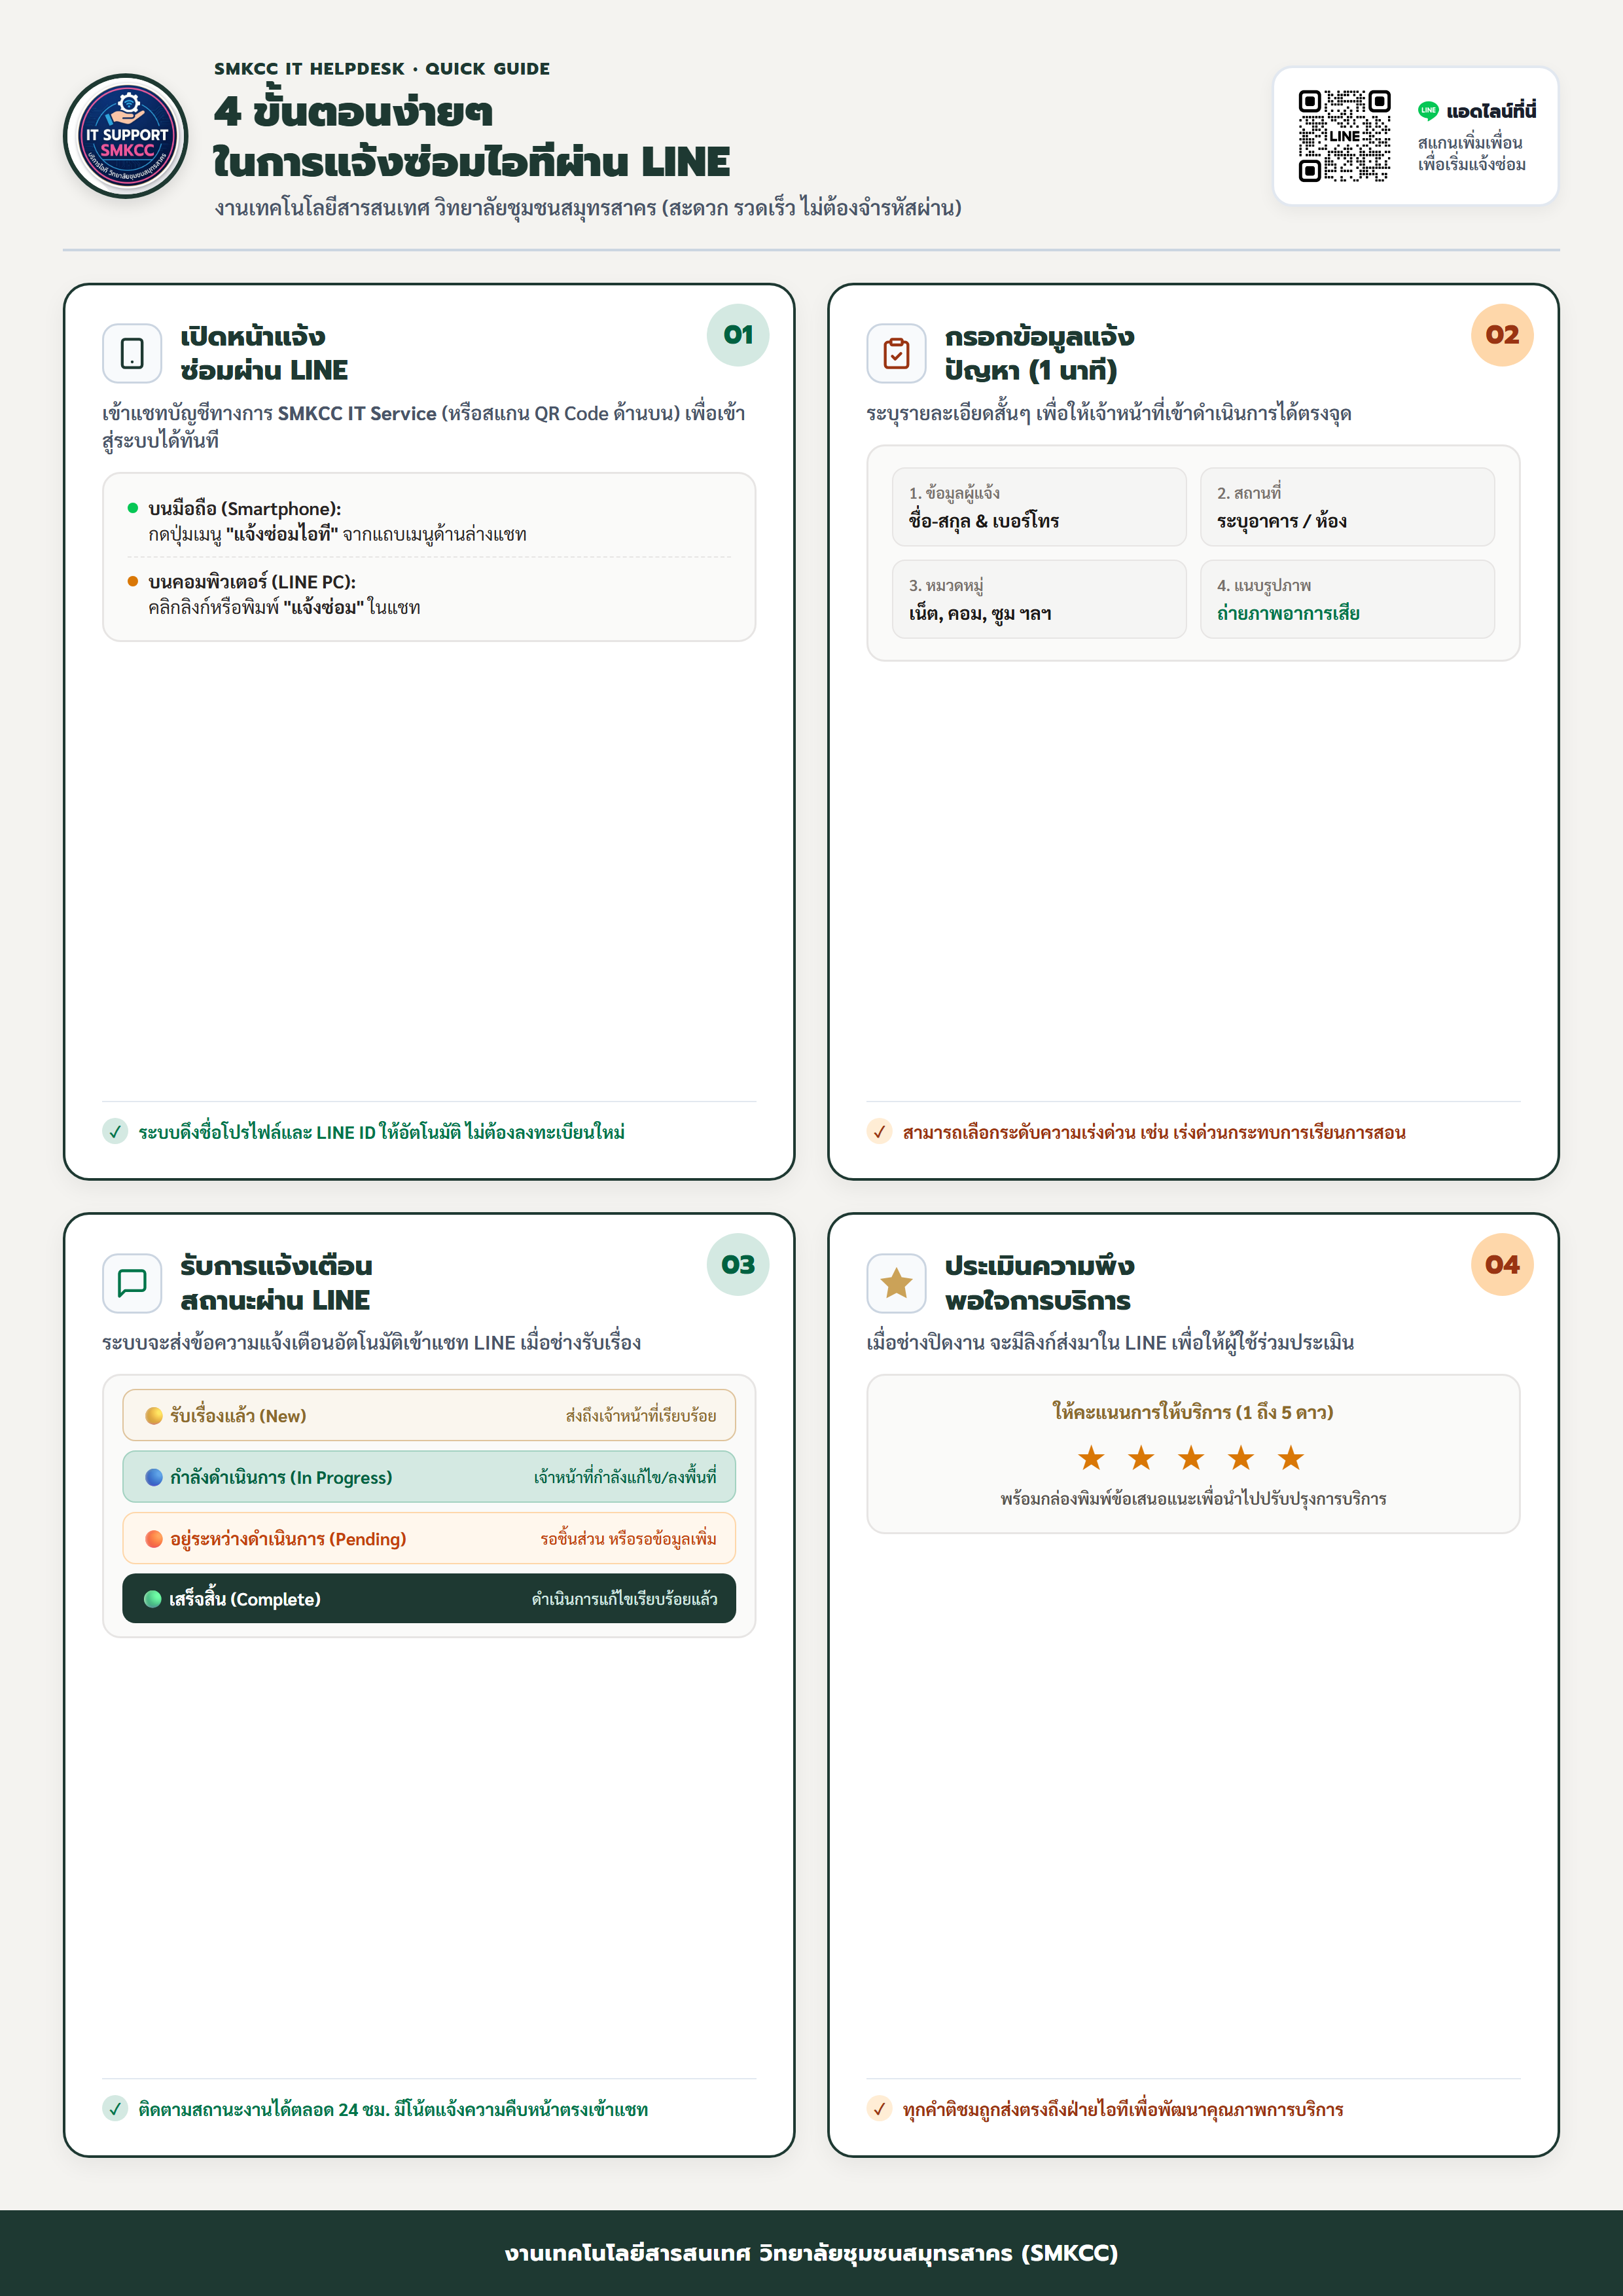 IT SUPPORT
SMKCC
บริการไอที วิทยาลัยชุมชนสมุทรสาคร
SMKCC IT HELPDESK · QUICK GUIDE
4 ขั้นตอนง่ายๆ
ในการแจ้งซ่อมไอทีผ่าน LINE
งานเทคโนโลยีสารสนเทศ วิทยาลัยชุมชนสมุทรสาคร (สะดวก รวดเร็ว ไม่ต้องจำรหัสผ่าน)
LINE
LINE แอดไลน์ที่นี่
สแกนเพิ่มเพื่อน
เพื่อเริ่มแจ้งซ่อม
เปิดหน้าแจ้ง
ซ่อมผ่าน LINE
01
เข้าแชทบัญชีทางการ SMKCC IT Service (หรือสแกน QR Code ด้านบน) เพื่อเข้า
สู่ระบบได้ทันที
บนมือถือ (Smartphone):
กดปุ่มเมนู "แจ้งซ่อมไอที" จากแถบเมนูด้านล่างแชท
บนคอมพิวเตอร์ (LINE PC):
คลิกลิงก์หรือพิมพ์ "แจ้งซ่อม" ในแชท
✓ ระบบดึงชื่อโปรไฟล์และ LINE ID ให้อัตโนมัติ ไม่ต้องลงทะเบียนใหม่
กรอกข้อมูลแจ้ง
ปัญหา (1 นาที)
02
ระบุรายละเอียดสั้นๆ เพื่อให้เจ้าหน้าที่เข้าดำเนินการได้ตรงจุด
1. ข้อมูลผู้แจ้ง
ชื่อ-สกุล & เบอร์โทร
2. สถานที่
ระบุอาคาร / ห้อง
3. หมวดหมู่
เน็ต, คอม, ซูม ฯลฯ
4. แนบรูปภาพ
ถ่ายภาพอาการเสีย
✓ สามารถเลือกระดับความเร่งด่วน เช่น เร่งด่วนกระทบการเรียนการสอน
รับการแจ้งเตือน
สถานะผ่าน LINE
03
ระบบจะส่งข้อความแจ้งเตือนอัตโนมัติเข้าแชท LINE เมื่อช่างรับเรื่อง
รับเรื่องแล้ว (New) ส่งถึงเจ้าหน้าที่เรียบร้อย
กำลังดำเนินการ (In Progress) เจ้าหน้าที่กำลังแก้ไข/ลงพื้นที่
อยู่ระหว่างดำเนินการ (Pending) รอชิ้นส่วน หรือรอข้อมูลเพิ่ม
เสร็จสิ้น (Complete) ดำเนินการแก้ไขเรียบร้อยแล้ว
✓ ติดตามสถานะงานได้ตลอด 24 ชม. มีโน้ตแจ้งความคืบหน้าตรงเข้าแชท
ประเมินความพึง
พอใจการบริการ
04
เมื่อช่างปิดงาน จะมีลิงก์ส่งมาใน LINE เพื่อให้ผู้ใช้ร่วมประเมิน
ให้คะแนนการให้บริการ (1 ถึง 5 ดาว)
★ ★ ★ ★ ★
พร้อมกล่องพิมพ์ข้อเสนอแนะเพื่อนำไปปรับปรุงการบริการ
✓ ทุกคำติชมถูกส่งตรงถึงฝ่ายไอทีเพื่อพัฒนาคุณภาพการบริการ
งานเทคโนโลยีสารสนเทศ วิทยาลัยชุมชนสมุทรสาคร (SMKCC)